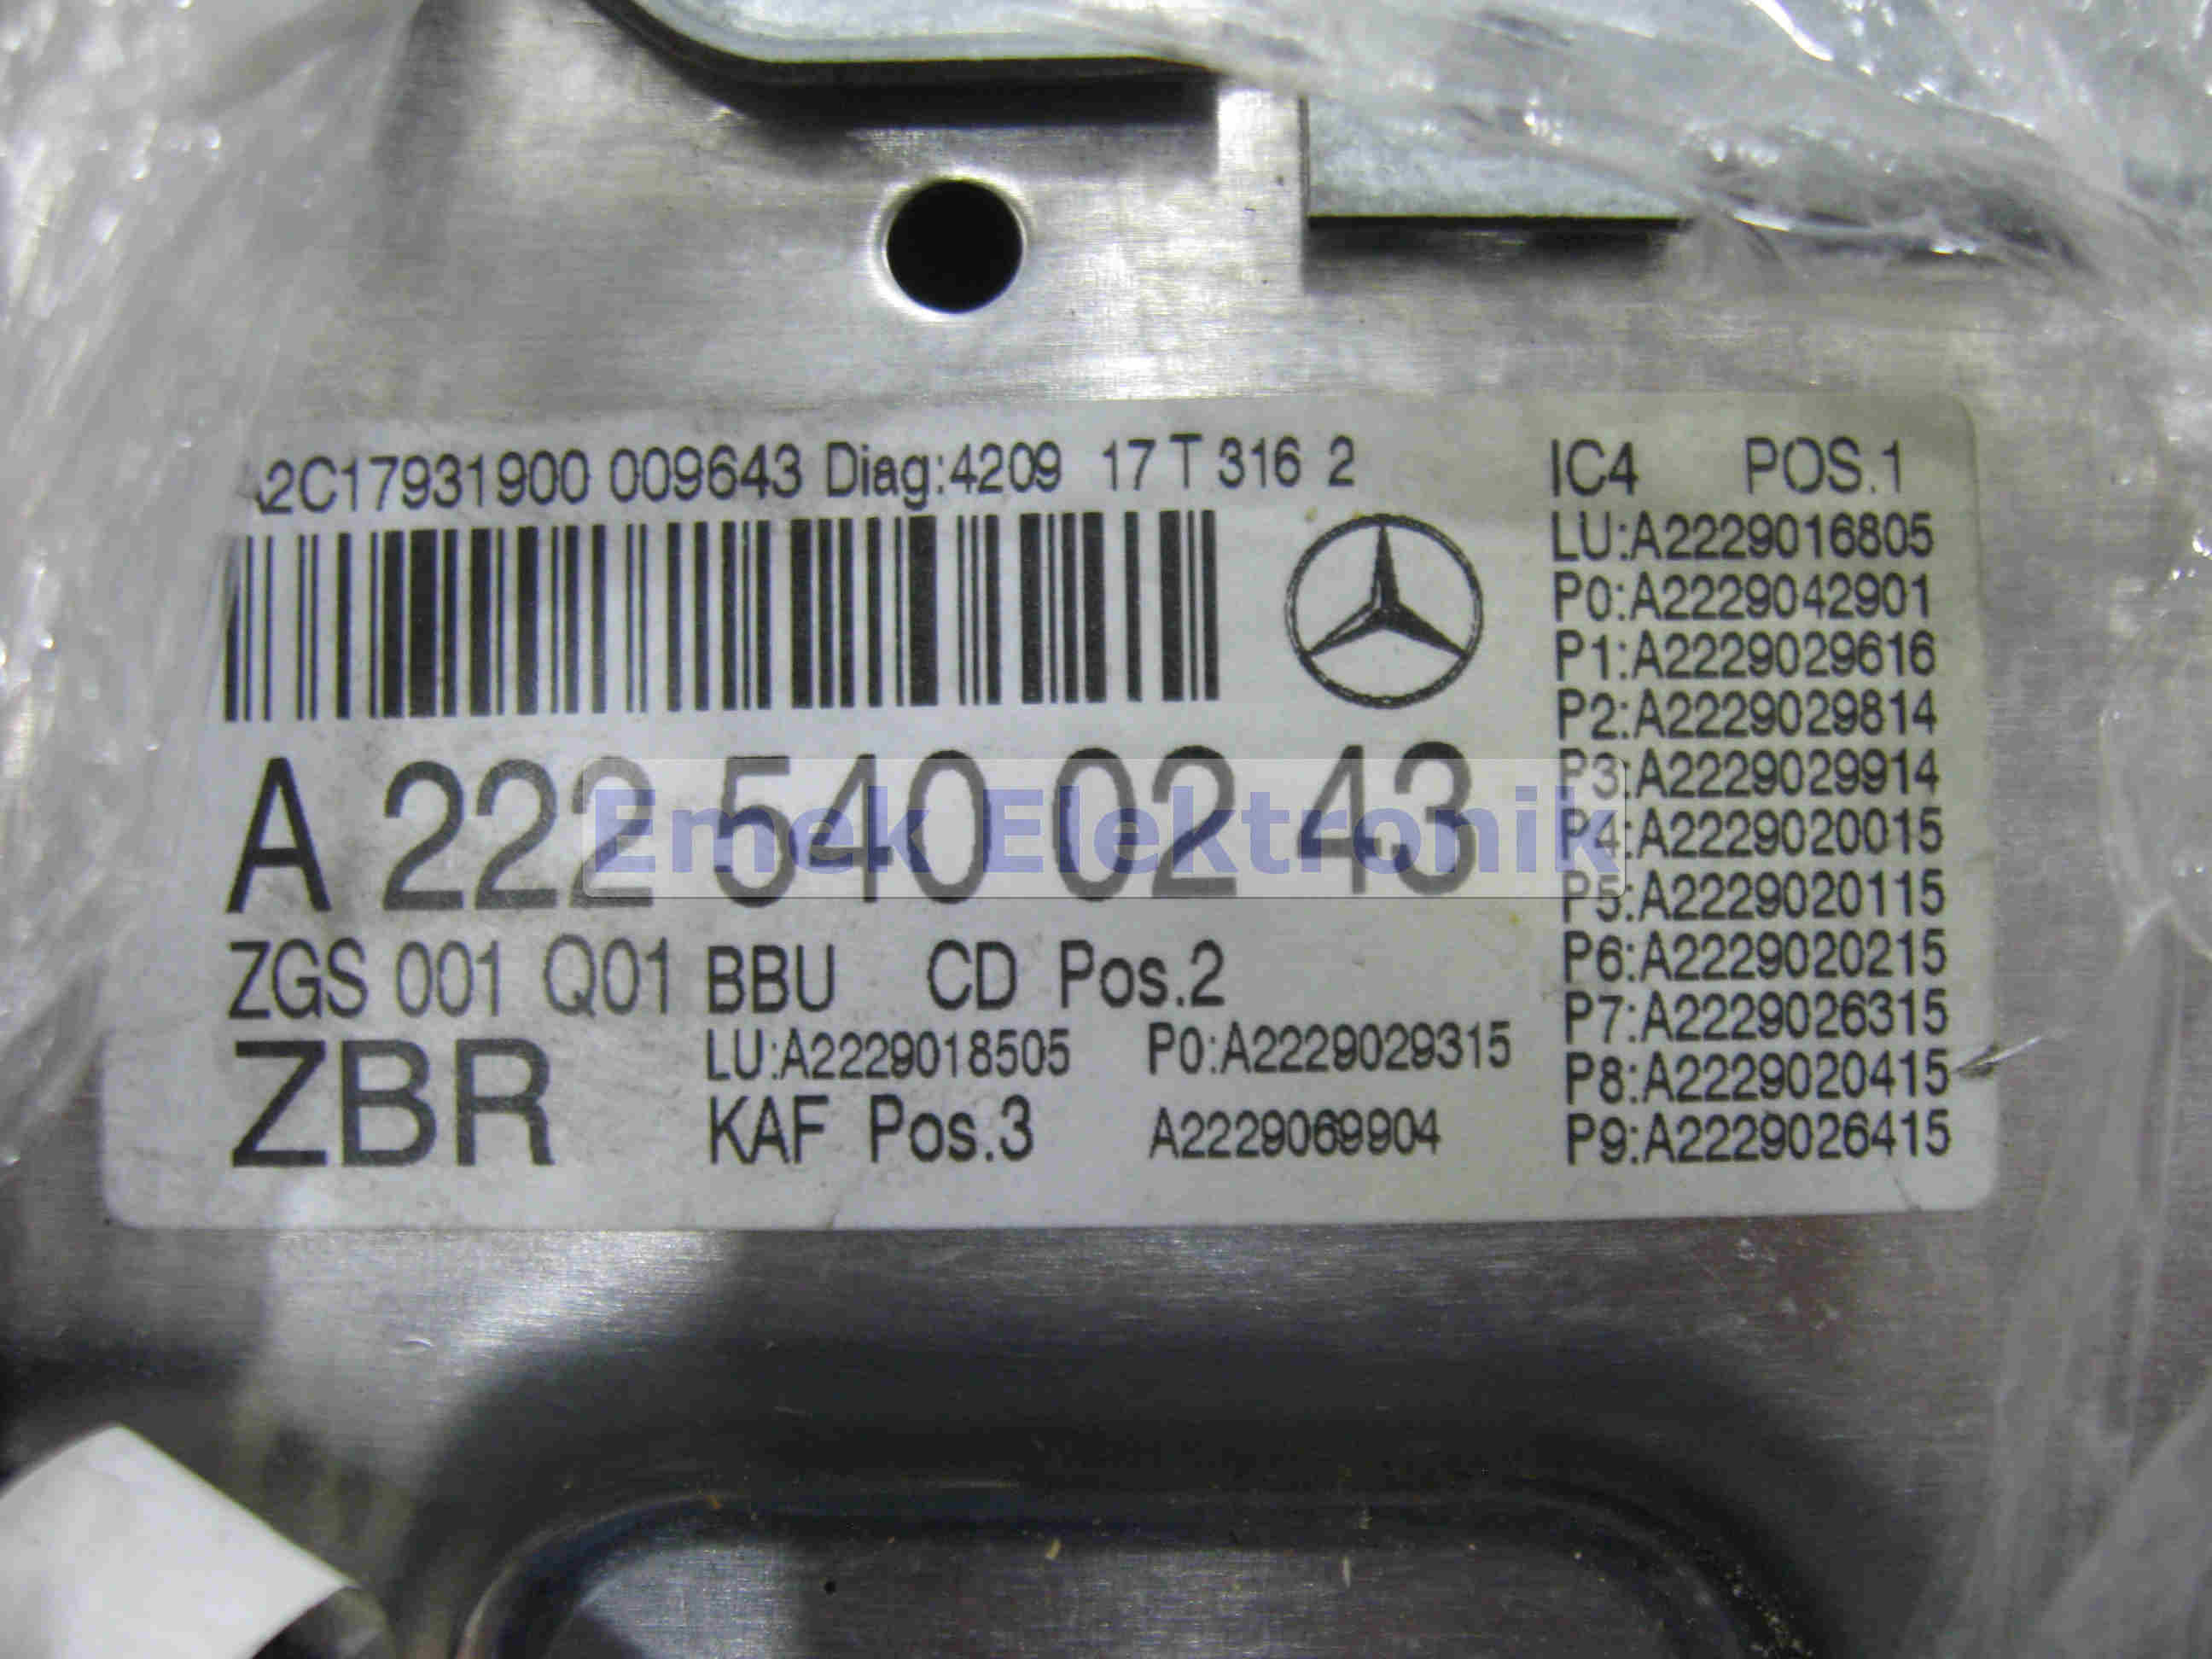 A2C17931900 009643 Diag:4209 17 T 316 2
A 222 540 02 43
ZGS 001 Q01 BBU CD Pos.2
ZBR LU:A2229018505 P0:A2229029315
KAF Pos.3 A2229069904
IC4 POS.1
LU:A2229016805
P0:A2229042901
P1:A2229029616
P2:A2229029814
P3:A2229029914
P4:A2229020015
P5:A2229020115
P6:A2229020215
P7:A2229026315
P8:A2229020415
P9:A2229026415
Emek Elektronik